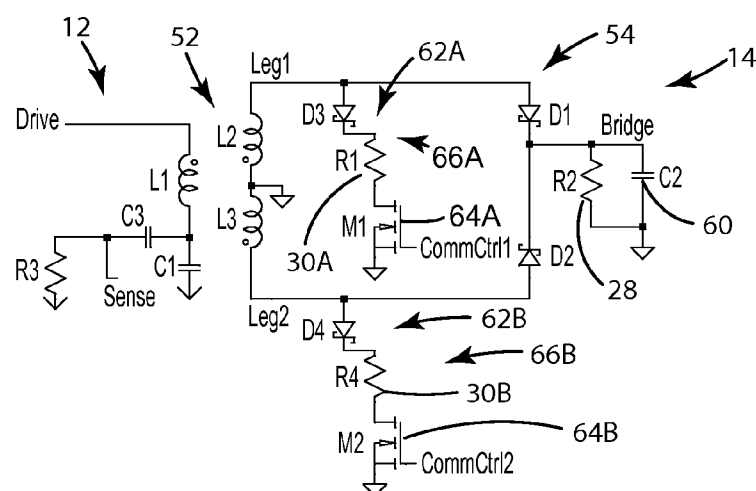 12
52
Leg1
62A
54
14
Drive
L2
D3
D1
Bridge
L1
R1
66A
R2
C2
L3
C3
M1
64A
60
R3
C1
30A
CommCtrl1
D2
28
Sense
Leg2
D4
62B
R4
66B
30B
M2
64B
CommCtrl2